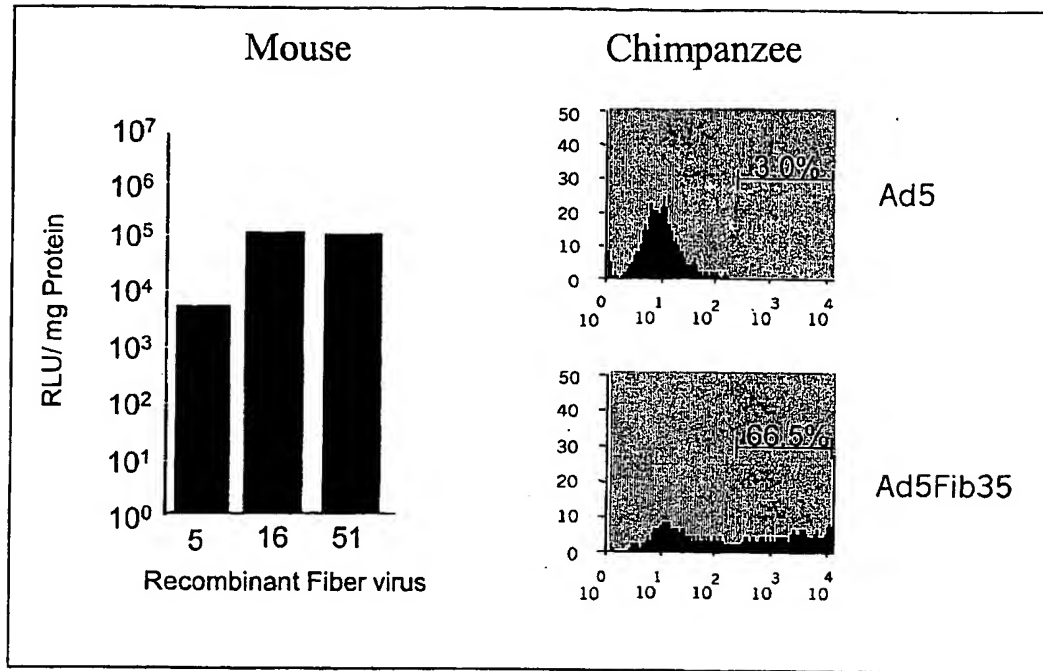 Mouse
RLU/ mg Protein
10⁷
10⁶
10⁵
10⁴
10³
10²
10¹
10⁰
5 16 51
Recombinant Fiber virus
Chimpanzee
50
40
30
20
10
0
3.0%
10⁰ 10¹ 10² 10³ 10⁴
Ad5
50
40
30
20
10
0
66.5%
10⁰ 10¹ 10² 10³ 10⁴
Ad5Fib35